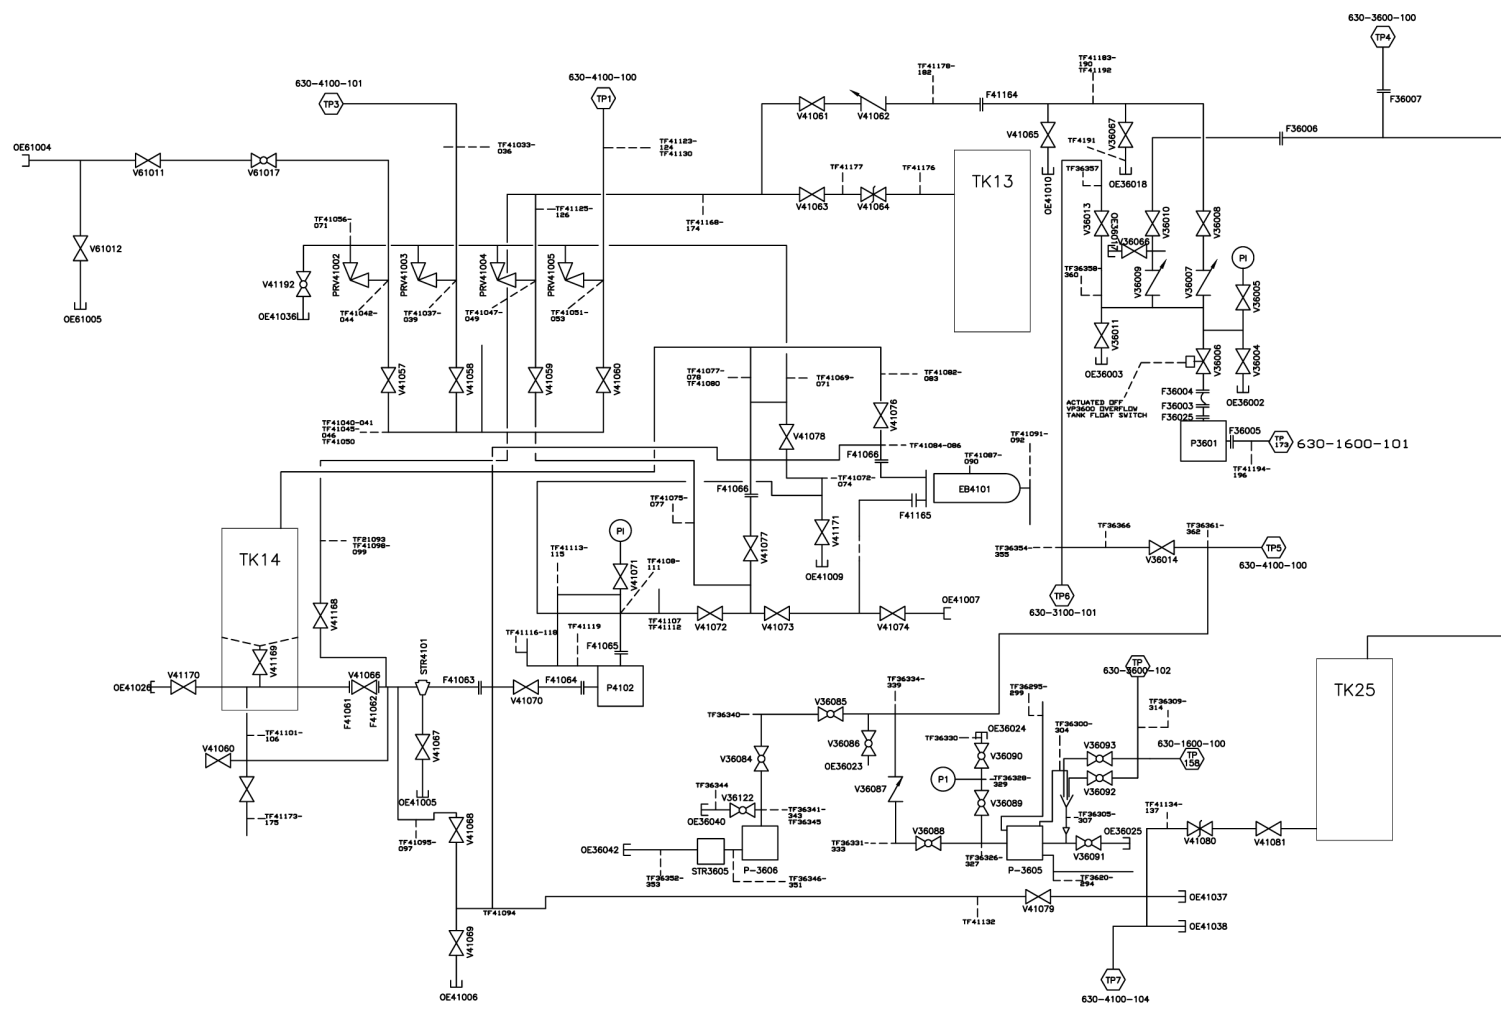 630-3600-100
TP4
F36007
F36006
630-4100-101
TP3
630-4100-100
TP1
TF41178-
182
TF41183-
190
TF41192
F41164
V41061
V41062
V41065
V36067
TF4191
OE61004
V61011
V61017
TF41033-
036
TF41123-
124
TF41130
TF41177
TF41176
TK13
TF36357
OE36018
OE41010
V41063
V41064
TF41056-
071
TF41125-
126
TF41168-
174
V36013
OE36017
V36066
V36010
V36008
V61012
OE61005
V41192
OE41036
PRV41002
PRV41003
PRV41004
PRV41005
TF41042-
044
TF41037-
039
TF41047-
049
TF41051-
053
TF36358-
360
V36009
V36007
PI
V36005
V36011
OE36003
V36006
V36004
OE36002
V41057
V41058
V41059
V41060
TF41077-
078
TF41080
TF41069-
071
TF41082-
083
ACTUATED OFF
VP3600 OVERFLOW
TANK FLOAT SWITCH
F36004
F36003
F36025
P3601
F36005
TP
173
630-1600-101
TF41194-
196
TF41040-041
TF41045-
046
TF41050
V41078
V41076
TF41084-086
TF41091-
092
F41066
TF41087-
090
EB4101
F41066
TF41072-
074
F41165
TF41075-
077
V41077
V41171
OE41009
TK14
TF21093
TF41098-
099
TF41113-
115
PI
V41071
TF4108-
111
TF36354-
355
TF36366
TF36361-
362
V36014
TP5
630-4100-100
TP6
630-3100-101
V41168
V41169
STR4101
TF41116-118
TF41119
F41065
TF41107
TF41112
V41072
V41073
V41074
OE41007
OE41026
V41170
V41066
F41061
F41062
F41063
V41070
F41064
P4102
TF41101-
106
V41060
V41067
OE41005
TF41173-
175
TF41095-
097
V41068
TF41094
V41069
OE41006
TK25
TP
630-3600-102
TF36309-
314
630-1600-100
TP
158
TF36334-
339
TF36295-
299
TF36340
V36085
V36084
V36086
OE36023
V36087
TF36330
OE36024
V36090
P1
TF36328-
329
V36089
TF36300-
304
V36093
V36092
TF36344
V36122
OE36040
TF36341-
343
TF36345
TF36305-
307
OE36025
TF41134-
137
V41080
V41081
OE36042
TF36352-
353
STR3605
P-3606
TF36346-
351
TF36331-
333
V36088
TF36326-
327
P-3605
V36091
TF3620-
294
TF41132
V41079
OE41037
OE41038
TP7
630-4100-104